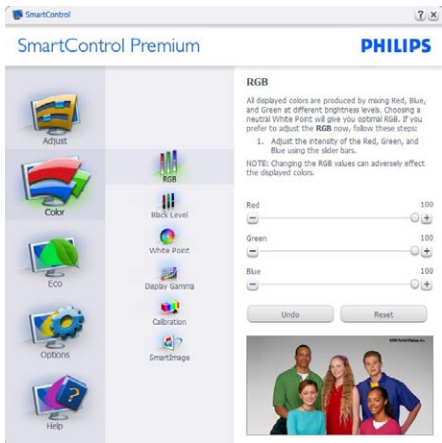 SmartControl
SmartControl Premium
PHILIPS
Adjust
Color
Eco
Options
Help
RGB
Black Level
White Point
Display Gamma
Calibration
SmartImage
RGB
All displayed colors are produced by mixing Red, Blue,
and Green at different brightness levels. Choosing a
neutral White Point will give you optimal RGB. If you
prefer to adjust the RGB now, follow these steps:
1. Adjust the intensity of the Red, Green, and
Blue using the slider bars.
NOTE: Changing the RGB values can adversely effect
the displayed colors.
Red 100
Green 100
Blue 100
Undo Reset